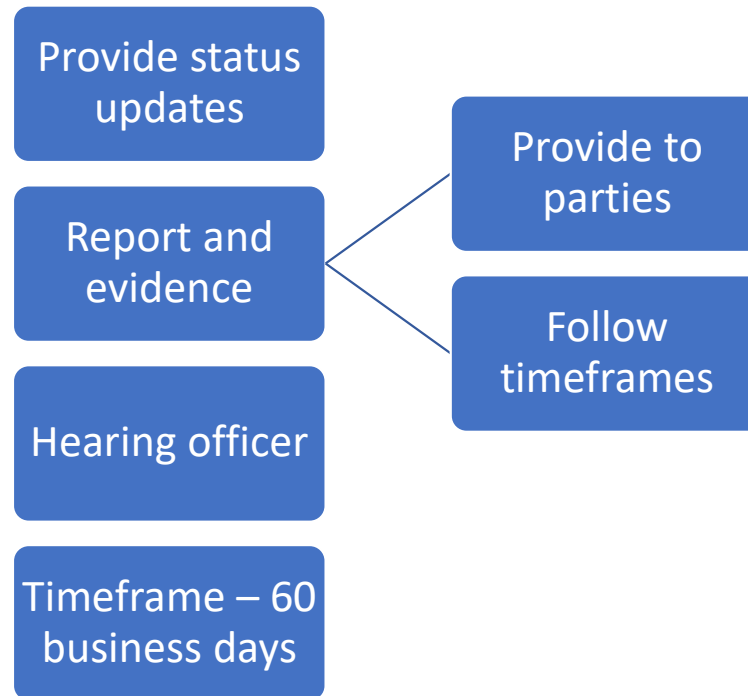 Provide status
updates
Report and
evidence
Provide to
parties
Follow
timeframes
Hearing officer
Timeframe – 60
business days